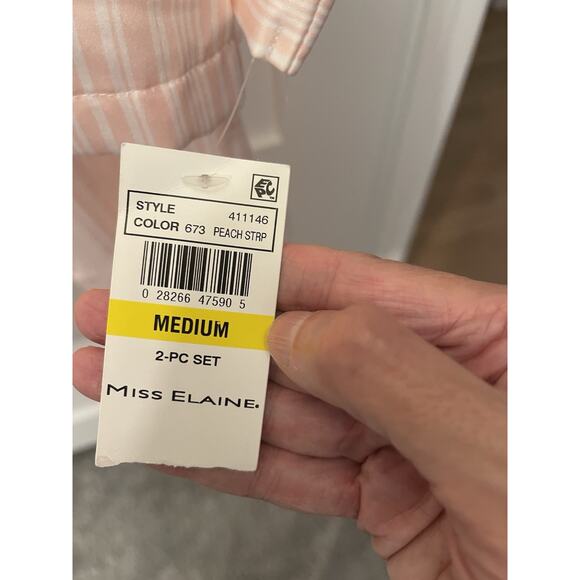 STYLE 411146
COLOR 673 PEACH STRP
0 28266 47590 5
MEDIUM
2-PC SET
MISS ELAINE®